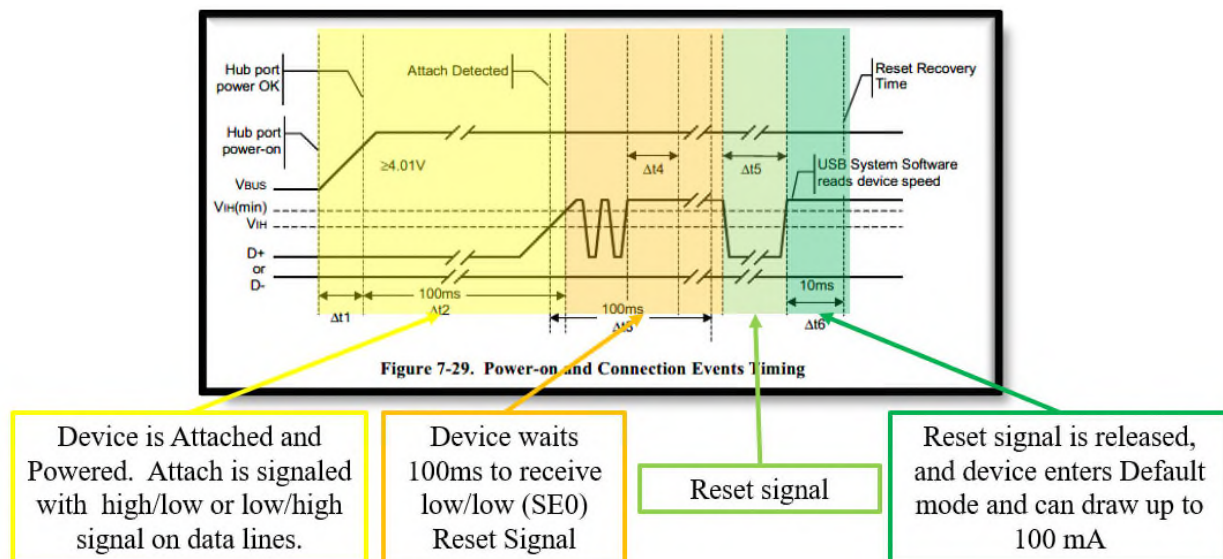 Hub port
power OK
Attach Detected
Reset Recovery
Time
Hub port
power-on
≥4.01V
Δt4
Δt5
USB System Software
reads device speed
VBUS
VIH(min)
VIH
D+
or
D-
100ms
10ms
Δt1
Δt2
100ms
Δt6
Figure 7-29. Power-on and Connection Events Timing
Device is Attached and
Powered. Attach is signaled
with high/low or low/high
signal on data lines.
Device waits
100ms to receive
low/low (SE0)
Reset Signal
Reset signal
Reset signal is released,
and device enters Default
mode and can draw up to
100 mA